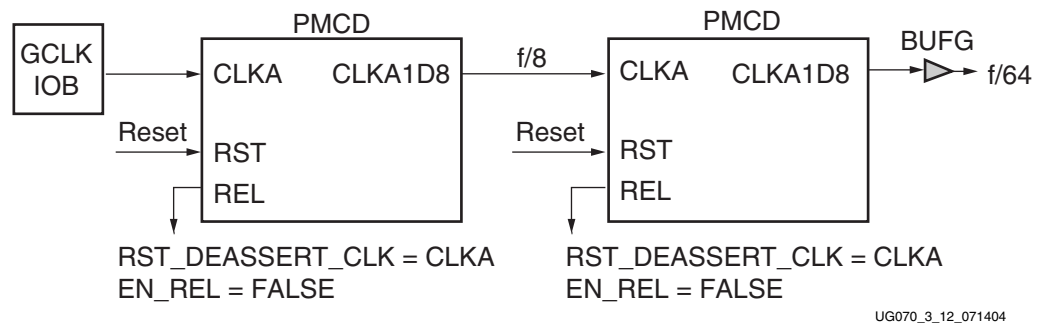 PMCD
PMCD
GCLK
IOB
CLKA
CLKA1D8
f/8
CLKA
CLKA1D8
BUFG
f/64
Reset
RST
REL
Reset
RST
REL
RST_DEASSERT_CLK = CLKA
EN_REL = FALSE
RST_DEASSERT_CLK = CLKA
EN_REL = FALSE
UG070_3_12_071404